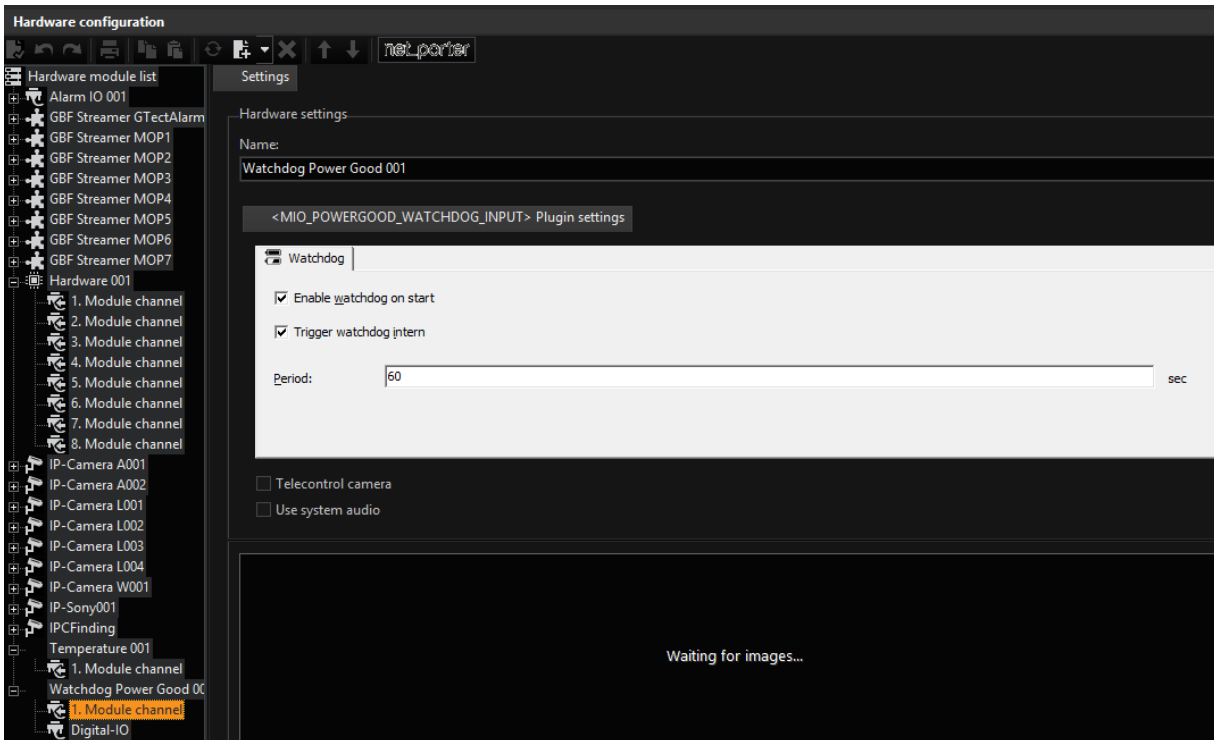 Hardware configuration
net_porter
Hardware module list
Alarm IO 001
GBF Streamer GTectAlarm
GBF Streamer MOP1
GBF Streamer MOP2
GBF Streamer MOP3
GBF Streamer MOP4
GBF Streamer MOP5
GBF Streamer MOP6
GBF Streamer MOP7
Hardware 001
1. Module channel
2. Module channel
3. Module channel
4. Module channel
5. Module channel
6. Module channel
7. Module channel
8. Module channel
IP-Camera A001
IP-Camera A002
IP-Camera L001
IP-Camera L002
IP-Camera L003
IP-Camera L004
IP-Camera W001
IP-Sony001
IPCFinding
Temperature 001
1. Module channel
Watchdog Power Good 00
1. Module channel
Digital-IO
Settings
Hardware settings
Name:
Watchdog Power Good 001
<MIO_POWERGOOD_WATCHDOG_INPUT> Plugin settings
Watchdog
Enable watchdog on start
Trigger watchdog intern
Period: 60 sec
Telecontrol camera
Use system audio
Waiting for images...